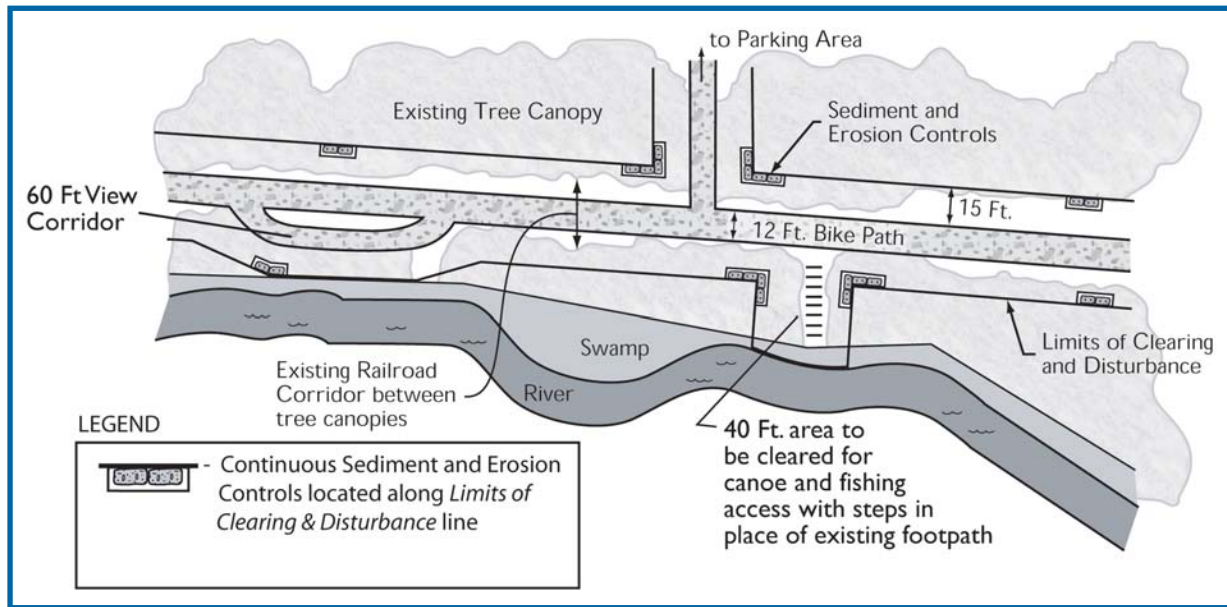 to Parking Area
Existing Tree Canopy
Sediment and
Erosion Controls
60 Ft View
Corridor
15 Ft.
12 Ft. Bike Path
Swamp
River
Existing Railroad
Corridor between
tree canopies
Limits of Clearing
and Disturbance
40 Ft. area to
be cleared for
canoe and fishing
access with steps in
place of existing footpath
LEGEND
- Continuous Sediment and Erosion
Controls located along Limits of
Clearing & Disturbance line